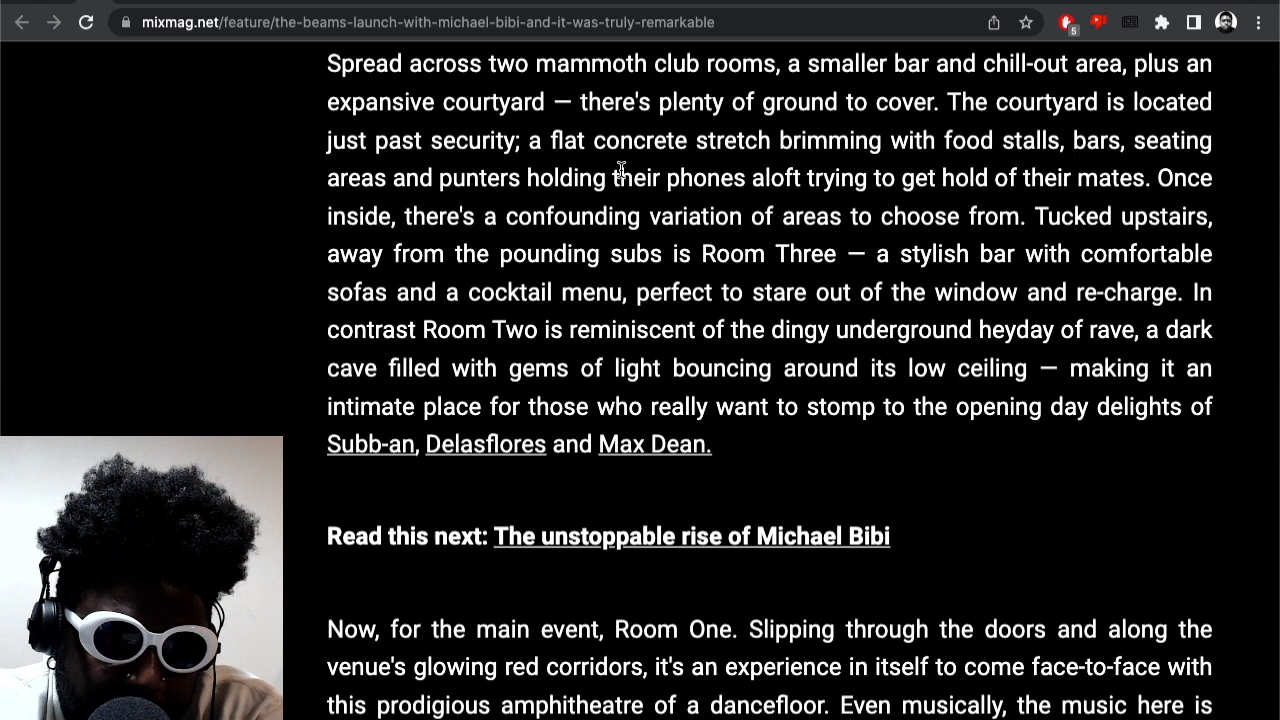 mixmag.net/feature/the-beams-launch-with-michael-bibi-and-it-was-truly-remarkable
5
Spread across two mammoth club rooms, a smaller bar and chill-out area, plus an
expansive courtyard — there's plenty of ground to cover. The courtyard is located
just past security; a flat concrete stretch brimming with food stalls, bars, seating
areas and punters holding their phones aloft trying to get hold of their mates. Once
inside, there's a confounding variation of areas to choose from. Tucked upstairs,
away from the pounding subs is Room Three — a stylish bar with comfortable
sofas and a cocktail menu, perfect to stare out of the window and re-charge. In
contrast Room Two is reminiscent of the dingy underground heyday of rave, a dark
cave filled with gems of light bouncing around its low ceiling — making it an
intimate place for those who really want to stomp to the opening day delights of
Subb-an, Delasflores and Max Dean.
Read this next: The unstoppable rise of Michael Bibi
Now, for the main event, Room One. Slipping through the doors and along the
venue's glowing red corridors, it's an experience in itself to come face-to-face with
this prodigious amphitheatre of a dancefloor. Even musically, the music here is